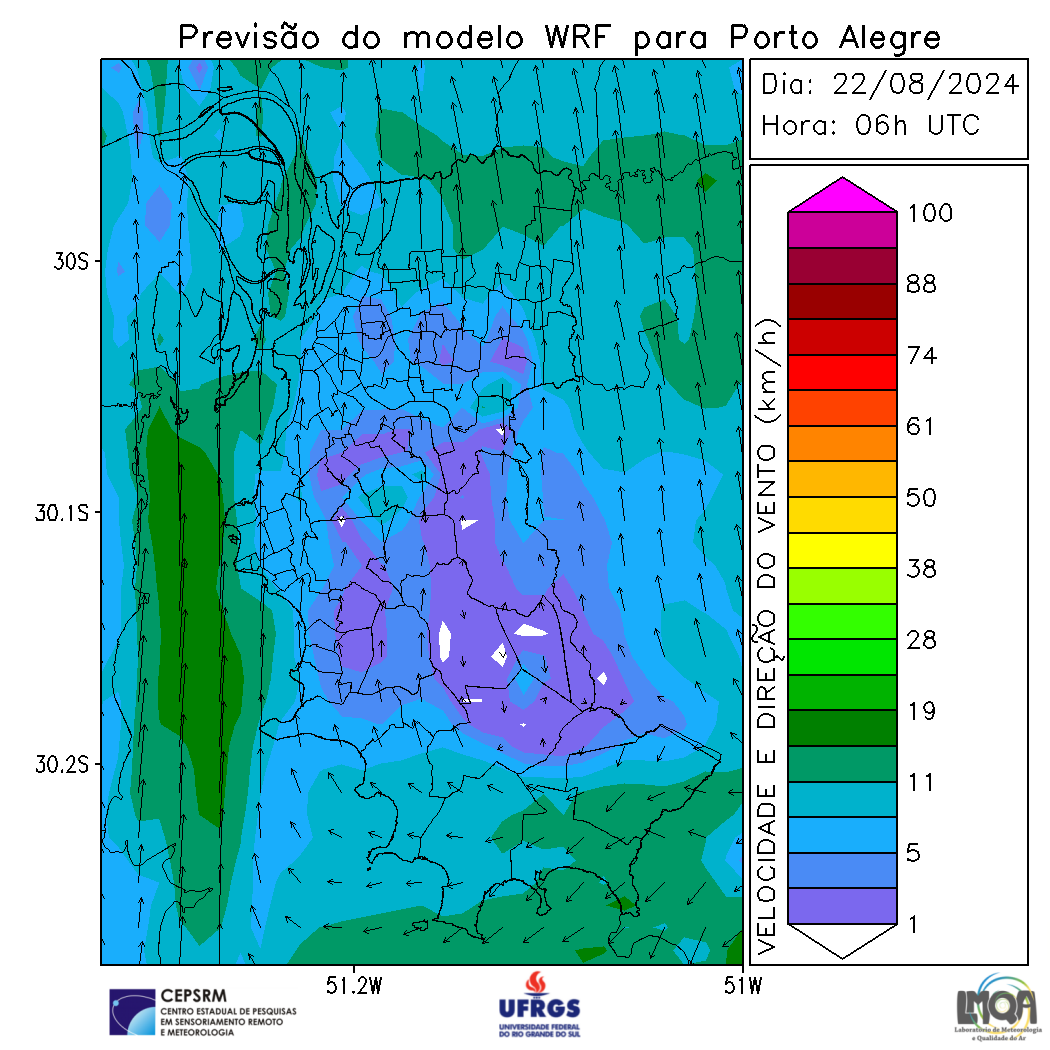 Previsão do modelo WRF para Porto Alegre
Dia: 22/08/2024
Hora: 06h UTC
30S
30.1S
30.2S
51.2W
51W
VELOCIDADE E DIREÇÃO DO VENTO (km/h)
100
88
74
61
50
38
28
19
11
5
1
CEPSRM
CENTRO ESTADUAL DE PESQUISAS
EM SENSORIAMENTO REMOTO
E METEOROLOGIA
UFRGS
UNIVERSIDADE FEDERAL
DO RIO GRANDE DO SUL
LMQA
Laboratório de Meteorologia
e Qualidade do Ar